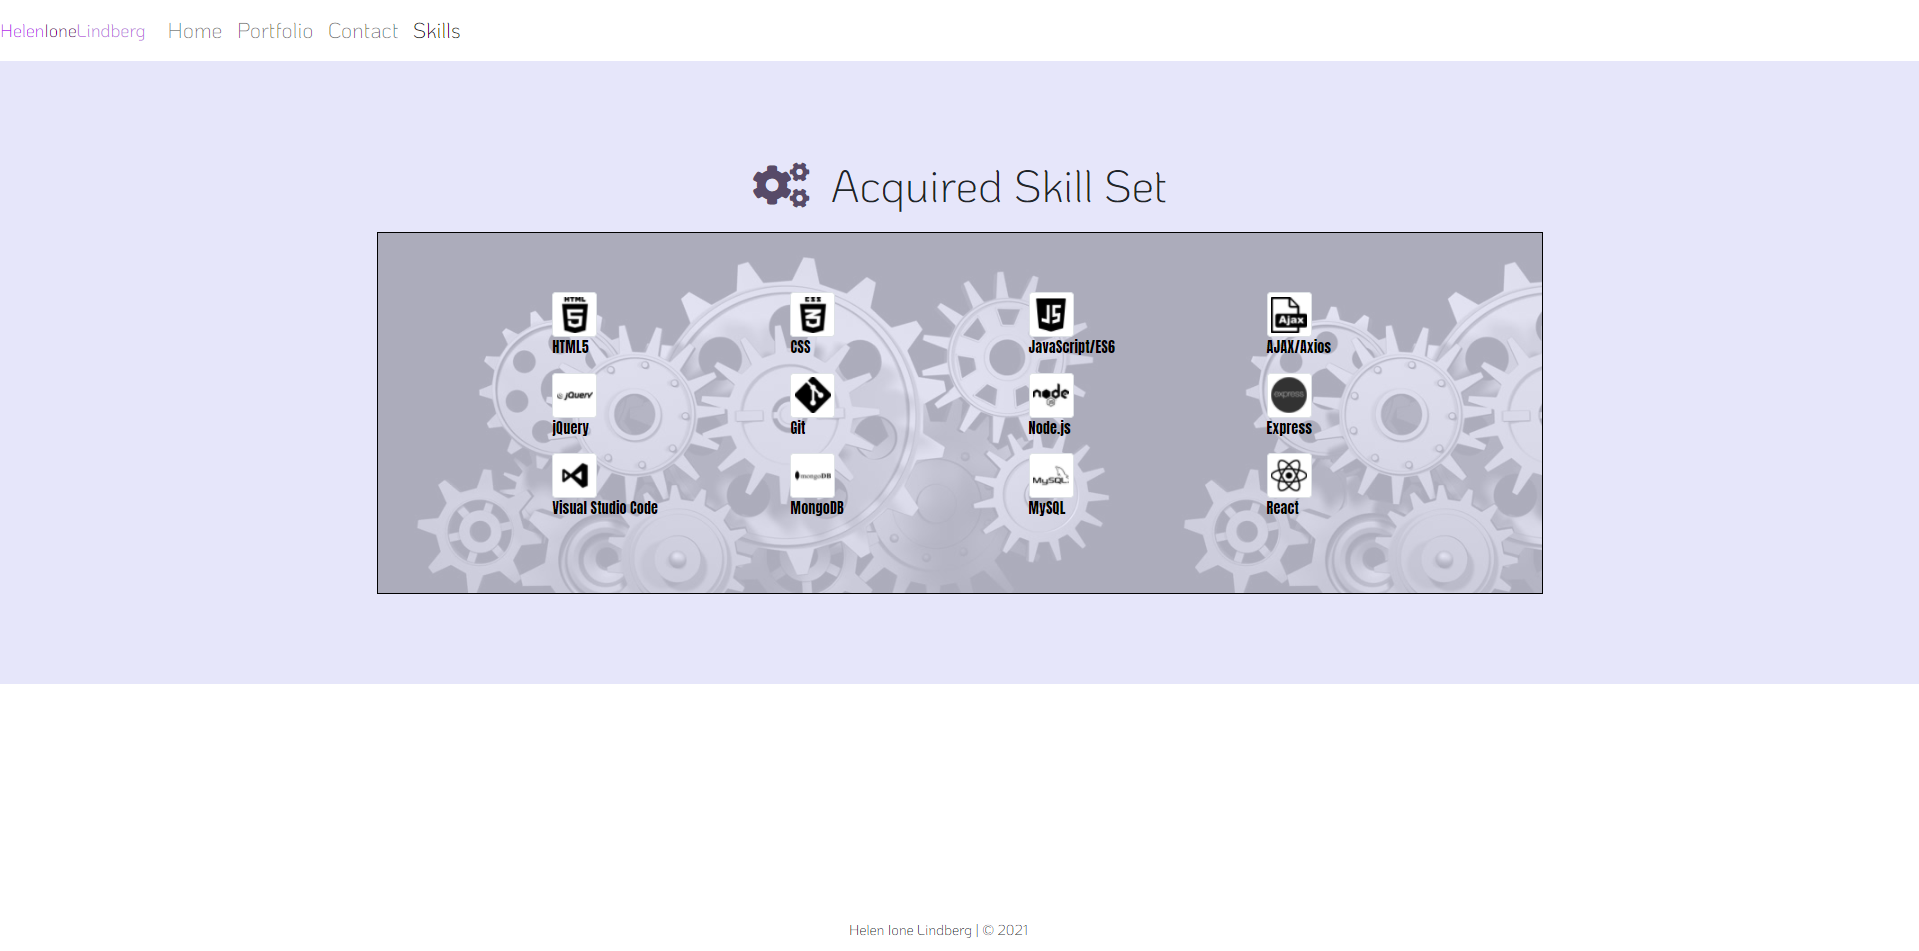 HelenIoneLindberg Home Portfolio Contact Skills
Acquired Skill Set
HTML 5 CSS 3 JS Ajax
HTML5 CSS JavaScript/ES6 AJAX/Axios
jQuery node JS express
jQuery Git Node.js Express
mongoDB MySQL
Visual Studio Code MongoDB MySQL React
Helen Ione Lindberg | © 2021